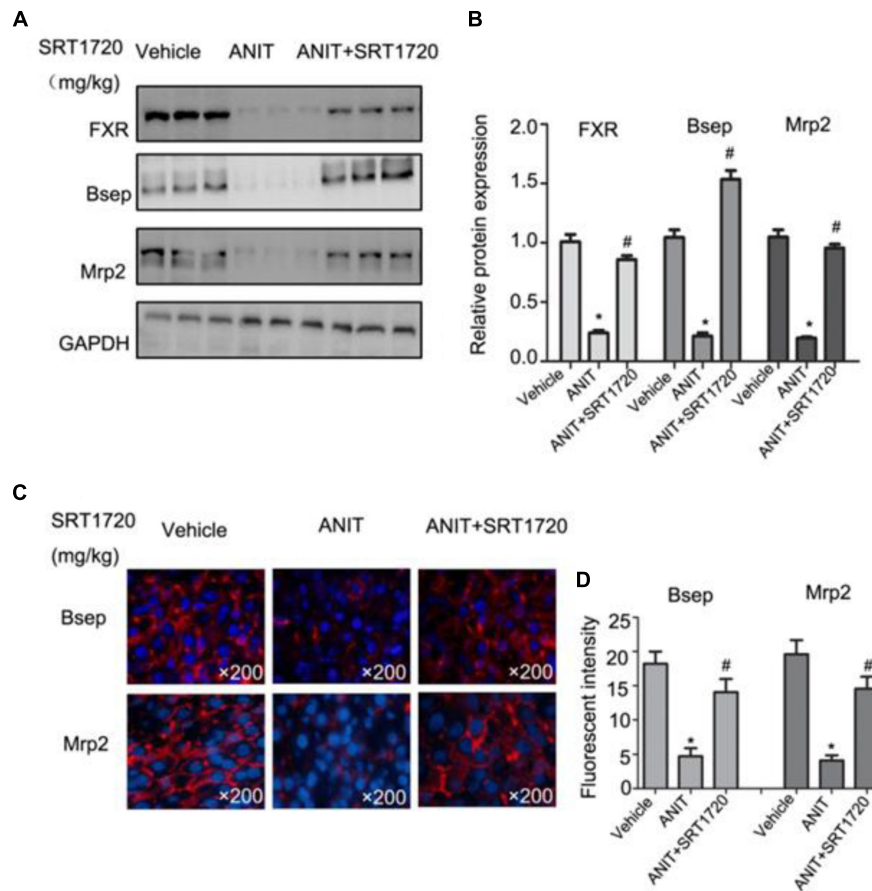 A
SRT1720 Vehicle ANIT ANIT+SRT1720
（mg/kg)
FXR
Bsep
Mrp2
GAPDH
B
Relative protein expression
2.0
1.5
1.0
0.5
0.0
FXR Bsep Mrp2
* # * # * #
Vehicle ANIT ANIT+SRT1720 Vehicle ANIT ANIT+SRT1720 Vehicle ANIT ANIT+SRT1720
C
SRT1720 Vehicle ANIT ANIT+SRT1720
(mg/kg)
Bsep ×200 ×200 ×200
Mrp2 ×200 ×200 ×200
D
Fluorescent intensity
25
20
15
10
5
0
Bsep Mrp2
* # * #
Vehicle ANIT ANIT+SRT1720 Vehicle ANIT ANIT+SRT1720